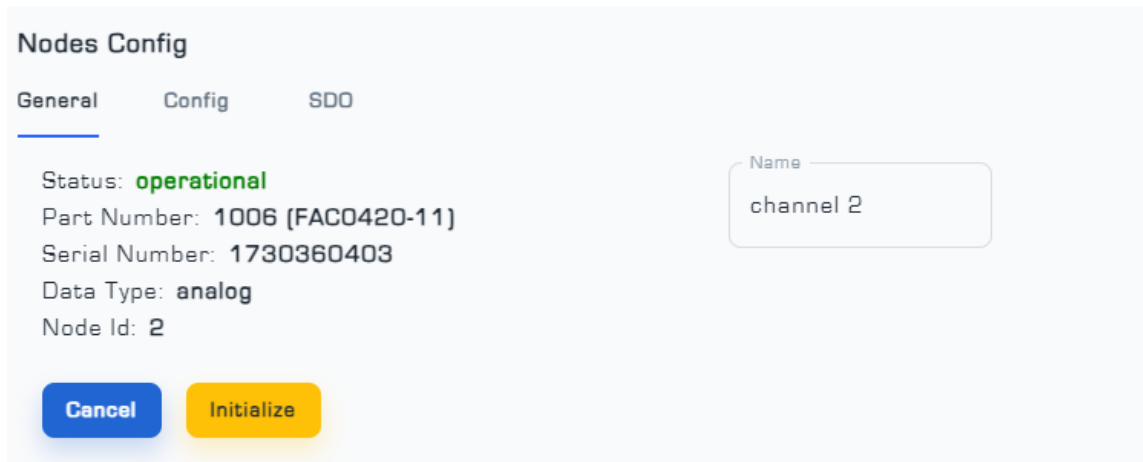 Nodes Config
General Config SDO
Status: operational
Part Number: 1006 (FAC0420-11)
Serial Number: 1730360403
Data Type: analog
Node Id: 2
Name
channel 2
Cancel Initialize